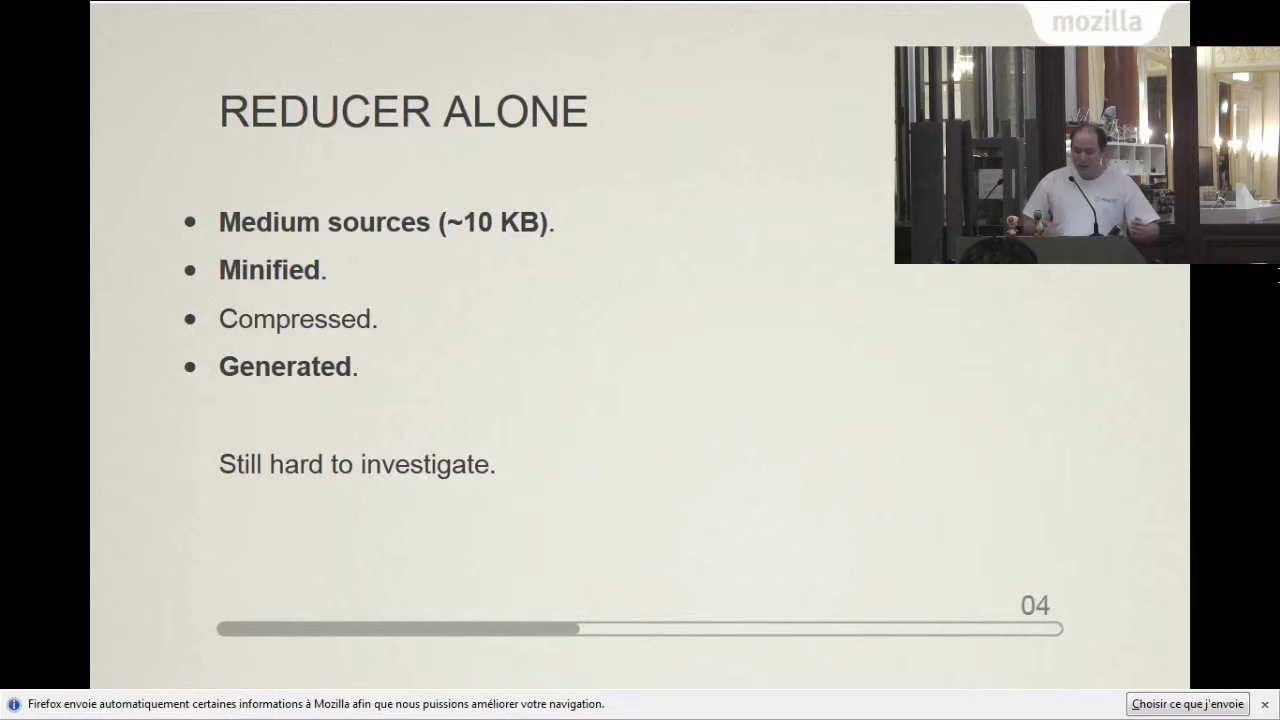 mozilla
REDUCER ALONE
• Medium sources (~10 KB).
• Minified.
• Compressed.
• Generated.
Still hard to investigate.
04
Firefox envoie automatiquement certaines informations à Mozilla afin que nous puissions améliorer votre navigation.
Choisir ce que j'envoie